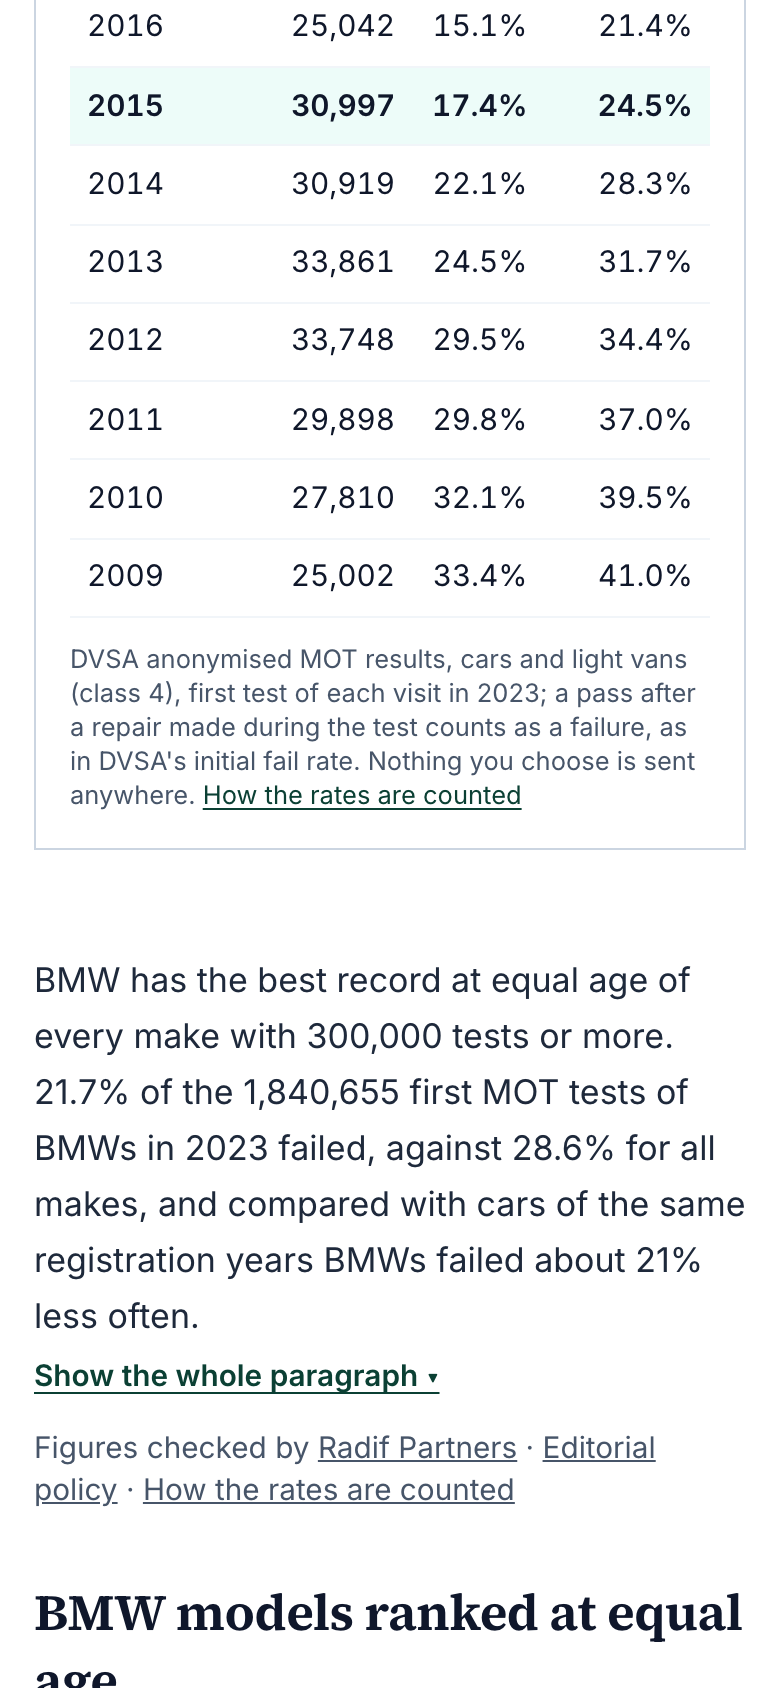 2016 25,042 15.1% 21.4%
2015 30,997 17.4% 24.5%
2014 30,919 22.1% 28.3%
2013 33,861 24.5% 31.7%
2012 33,748 29.5% 34.4%
2011 29,898 29.8% 37.0%
2010 27,810 32.1% 39.5%
2009 25,002 33.4% 41.0%
DVSA anonymised MOT results, cars and light vans
(class 4), first test of each visit in 2023; a pass after
a repair made during the test counts as a failure, as
in DVSA's initial fail rate. Nothing you choose is sent
anywhere. How the rates are counted
BMW has the best record at equal age of
every make with 300,000 tests or more.
21.7% of the 1,840,655 first MOT tests of
BMWs in 2023 failed, against 28.6% for all
makes, and compared with cars of the same
registration years BMWs failed about 21%
less often.
Show the whole paragraph ▾
Figures checked by Radif Partners · Editorial
policy · How the rates are counted
BMW models ranked at equal
age